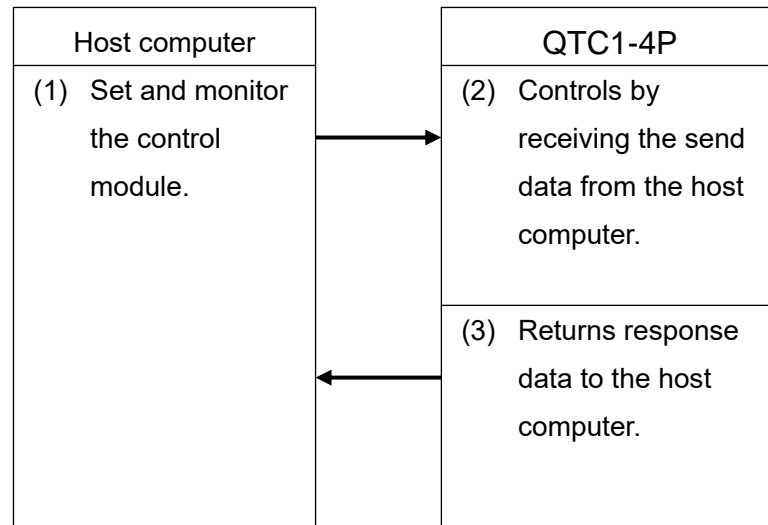 Host computer
(1) Set and monitor
the control
module.
QTC1-4P
(2) Controls by
receiving the send
data from the host
computer.
(3) Returns response
data to the host
computer.